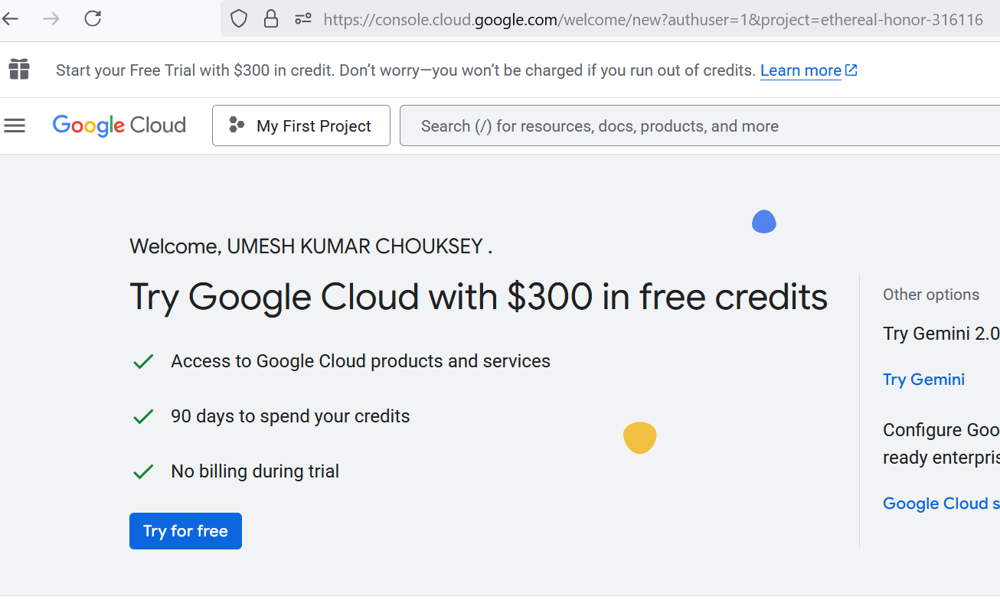 https://console.cloud.google.com/welcome/new?authuser=1&project=ethereal-honor-316116
Start your Free Trial with $300 in credit. Don’t worry—you won’t be charged if you run out of credits. Learn more
Google Cloud
My First Project
Search (/) for resources, docs, products, and more
Welcome, UMESH KUMAR CHOUKSEY .
Try Google Cloud with $300 in free credits
Access to Google Cloud products and services
90 days to spend your credits
No billing during trial
Try for free
Other options
Try Gemini 2.0
Try Gemini
Configure Goo
ready enterpris
Google Cloud s